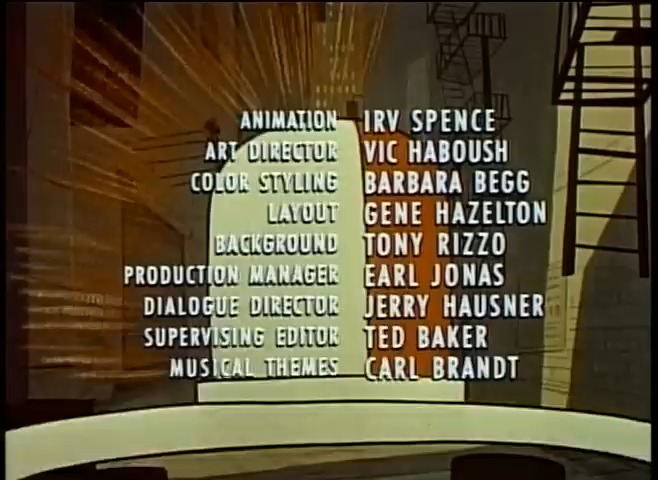 ANIMATION IRV SPENCE
ART DIRECTOR VIC HABOUSH
COLOR STYLING BARBARA BEGG
LAYOUT GENE HAZELTON
BACKGROUND TONY RIZZO
PRODUCTION MANAGER EARL JONAS
DIALOGUE DIRECTOR JERRY HAUSNER
SUPERVISING EDITOR TED BAKER
MUSICAL THEMES CARL BRANDT